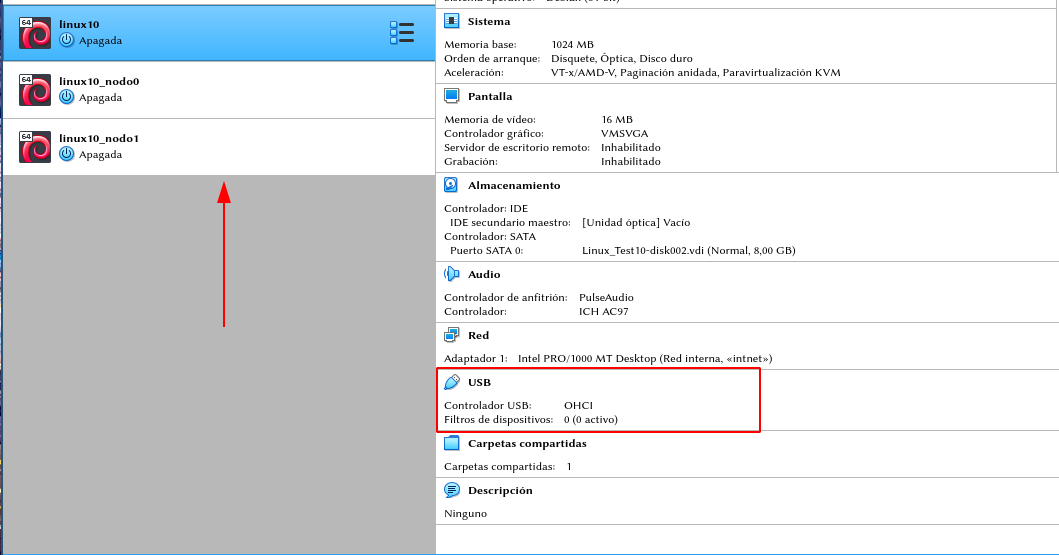 64
linux10
Apagada
64
linux10_nodo0
Apagada
64
linux10_nodo1
Apagada
Sistema
Memoria base: 1024 MB
Orden de arranque: Disquete, Óptica, Disco duro
Aceleración: VT-x/AMD-V, Paginación anidada, Paravirtualización KVM
Pantalla
Memoria de vídeo: 16 MB
Controlador gráfico: VMSVGA
Servidor de escritorio remoto: Inhabilitado
Grabación: Inhabilitado
Almacenamiento
Controlador: IDE
IDE secundario maestro: [Unidad óptica] Vacío
Controlador: SATA
Puerto SATA 0: Linux_Test10-disk002.vdi (Normal, 8,00 GB)
Audio
Controlador de anfitrión: PulseAudio
Controlador: ICH AC97
Red
Adaptador 1: Intel PRO/1000 MT Desktop (Red interna, «intnet»)
USB
Controlador USB: OHCI
Filtros de dispositivos: 0 (0 activo)
Carpetas compartidas
Carpetas compartidas: 1
Descripción
Ninguno